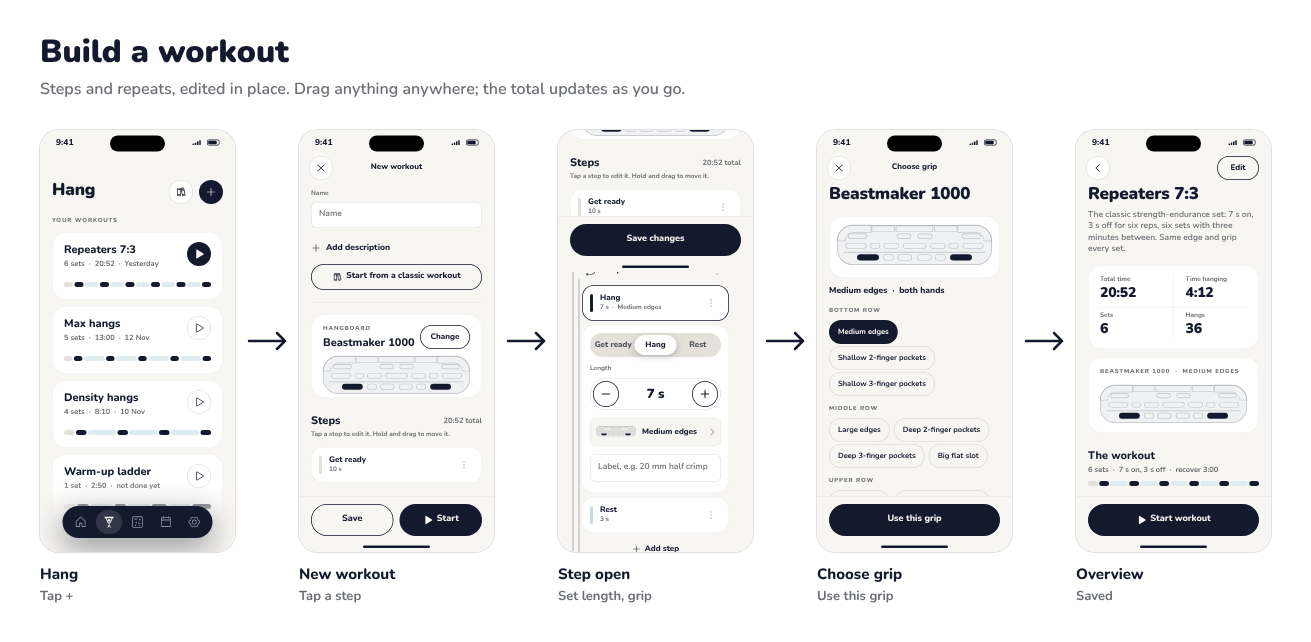 Build a workout
Steps and repeats, edited in place. Drag anything anywhere; the total updates as you go.
9:41
Hang
YOUR WORKOUTS
Repeaters 7:3
6 sets · 20:52 · Yesterday
Max hangs
5 sets · 13:00 · 12 Nov
Density hangs
4 sets · 8:10 · 10 Nov
Warm-up ladder
1 set · 2:50 · not done yet
Hang
Tap +
9:41
New workout
Name
Name
Add description
Start from a classic workout
HANGBOARD
Beastmaker 1000
Change
Steps
20:52 total
Tap a step to edit it. Hold and drag to move it.
Get ready
10 s
Save
Start
New workout
Tap a step
9:41
Steps
20:52 total
Tap a step to edit it. Hold and drag to move it.
Get ready
10 s
Save changes
Hang
7 s · Medium edges
Get ready
Hang
Rest
Length
7 s
Medium edges
Label, e.g. 20 mm half crimp
Rest
3 s
Add step
Step open
Set length, grip
9:41
Choose grip
Beastmaker 1000
Medium edges · both hands
BOTTOM ROW
Medium edges
Shallow 2-finger pockets
Shallow 3-finger pockets
MIDDLE ROW
Large edges
Deep 2-finger pockets
Deep 3-finger pockets
Big flat slot
UPPER ROW
Use this grip
Choose grip
Use this grip
9:41
Edit
Repeaters 7:3
The classic strength-endurance set: 7 s on,
3 s off for six reps, six sets with three
minutes between. Same edge and grip
every set.
Total time
20:52
Time hanging
4:12
Sets
6
Hangs
36
BEASTMAKER 1000 · MEDIUM EDGES
The workout
6 sets · 7 s on, 3 s off · recover 3:00
Start workout
Overview
Saved